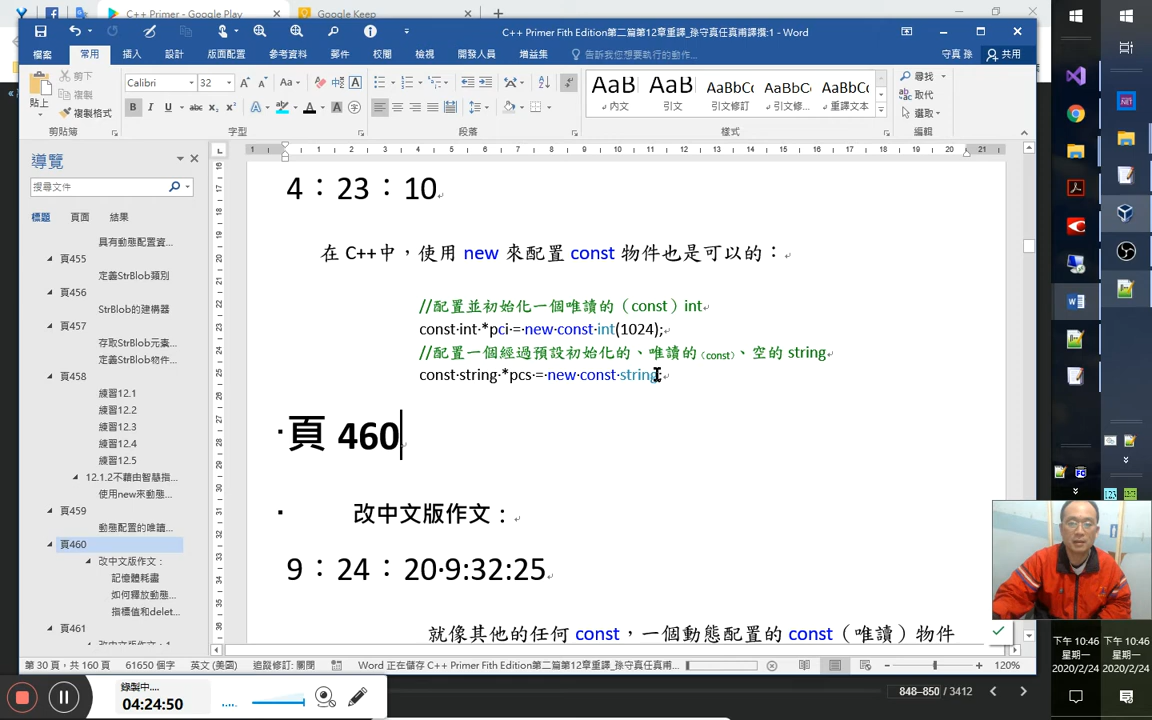 C++ Primer - Google Play
Google Keep
C++ Primer Fith Edition第二篇第12章重譯_孫守真任真甫譯撰:1 - Word
檔案
常用
插入
設計
版面配置
參考資料
郵件
校閱
檢視
開發人員
增益集
告訴我您想要執行的動作...
守真 孫
共用
貼上
剪下
複製
複製格式
Calibri
32
AaB
AaB
AaBbCc
AaBbCc
AaBbC
內文
引文
引文修訂
引文修...
重譯文本
尋找
取代
選取
剪貼簿
字型
段落
樣式
編輯
導覽
搜尋文件
標題
頁面
結果
具有動態配置資...
頁455
定義StrBlob類別
頁456
StrBlob的建構器
頁457
存取StrBlob元素...
定義StrBlob物件...
頁458
練習12.1
練習12.2
練習12.3
練習12.4
練習12.5
12.1.2不藉由智慧指...
使用new來動態...
頁459
動態配置的唯讀...
頁460
改中文版作文：
記憶體耗盡
如何釋放動態...
指標值和delet...
頁461
4：23：10
在 C++中，使用 new 來配置 const 物件也是可以的：
//配置並初始化一個唯讀的（const）int
const int *pci = new const int(1024);
//配置一個經過預設初始化的、唯讀的（const）、空的 string
const string *pcs = new const string;
頁 460
改中文版作文：
9：24：20 9:32:25
就像其他的任何 const，一個動態配置的 const（唯讀）物件
第 30 頁，共 160 頁
61650 個字
英文 (美國)
追蹤修訂: 關閉
Word 正在儲存 C++ Primer Fith Edition第二篇第12章重譯_孫守真任真甫...
120%
錄製中....
04:24:50
848–850 / 3412
下午 10:46
星期一
2020/2/24
下午 10:46
星期一
2020/2/24